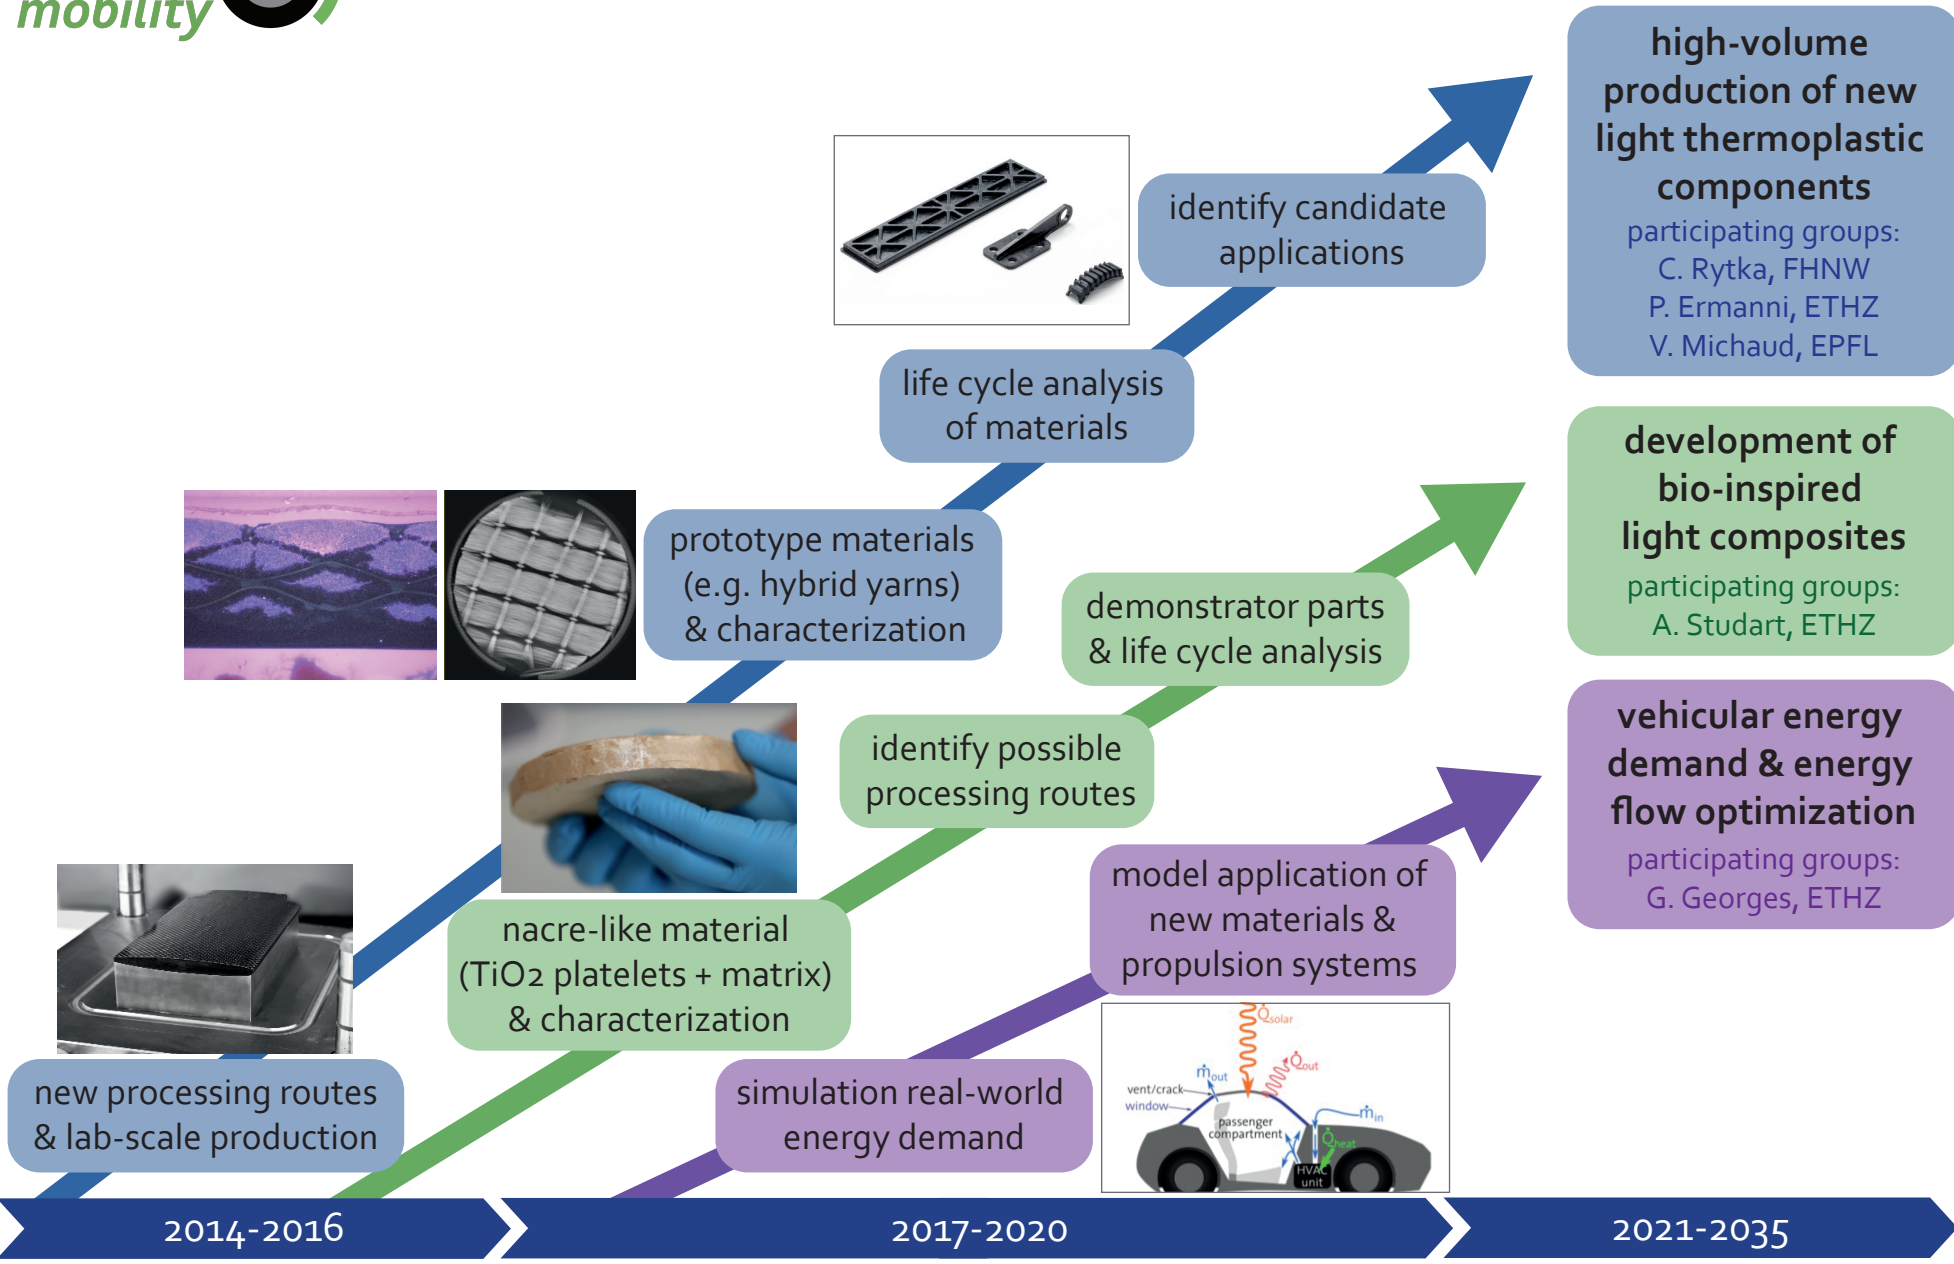 mobility
high-volume
production of new
light thermoplastic
components
participating groups:
C. Rytka, FHNW
P. Ermanni, ETHZ
V. Michaud, EPFL
identify candidate
applications
life cycle analysis
of materials
development of
bio-inspired
light composites
participating groups:
A. Studart, ETHZ
prototype materials
(e.g. hybrid yarns)
& characterization
demonstrator parts
& life cycle analysis
identify possible
processing routes
vehicular energy
demand & energy
flow optimization
participating groups:
G. Georges, ETHZ
model application of
new materials &
propulsion systems
nacre-like material
(TiO2 platelets + matrix)
& characterization
new processing routes
& lab-scale production
simulation real-world
energy demand
Q̇solar
Q̇out
ṁout
vent/crack
window
passenger
compartment
ṁin
Q̇heat
HVAC
unit
2014-2016
2017-2020
2021-2035